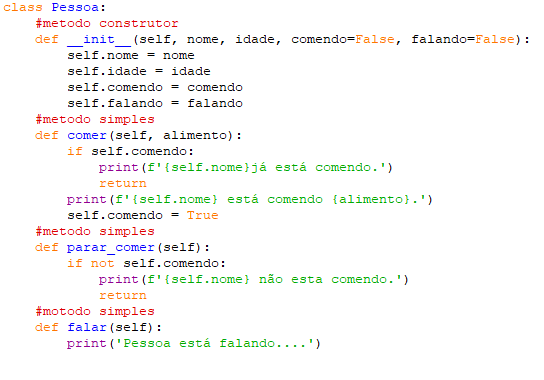 class Pessoa:
    #metodo construtor
    def __init__(self, nome, idade, comendo=False, falando=False):
        self.nome = nome
        self.idade = idade
        self.comendo = comendo
        self.falando = falando
    #metodo simples
    def comer(self, alimento):
        if self.comendo:
            print(f'{self.nome}já está comendo.')
            return
        print(f'{self.nome} está comendo {alimento}.')
        self.comendo = True
    #metodo simples
    def parar_comer(self):
        if not self.comendo:
            print(f'{self.nome} não esta comendo.')
            return
    #motodo simples
    def falar(self):
        print('Pessoa está falando....')